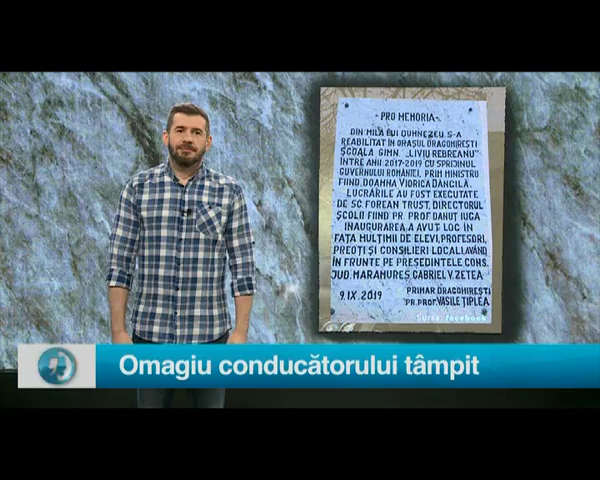 - PRO MEMORIA -
DIN MILA LUI DUMNEZEU S-A
REABILITAT IN ORAȘUL DRAGOMIREȘTI
ȘCOALA GIMN. „LIVIU REBREANU"
ÎNTRE ANII 2017-2019 CU SPRIJINUL
GUVERNULUI ROMÂNIEI, PRIM MINISTRU
FIIND, DOAMNA VIORICA DĂNCILĂ.
LUCRĂRILE AU FOST EXECUTATE
DE SC. FOREAN TRUST, DIRECTORUL
ȘCOLII FIIND PR. PROF. DANUȚ IUGA
INAUGURAREA A AVUT LOC ÎN
FAȚA MULȚIMII DE ELEVI, PROFESORI,
PREOȚI ȘI CONSILIERI LOCALI, AVÂND
ÎN FRUNTE PE PREȘEDINTELE, CONS.
JUD. MARAMUREȘ, GABRIEL V. ZETEA
PRIMAR DRAGOMIREȘTI
9. IX. 2019 PR. PROF. VASILE ȚIPLEA
Sursa: facebook
Omagiu conducătorului tâmpit